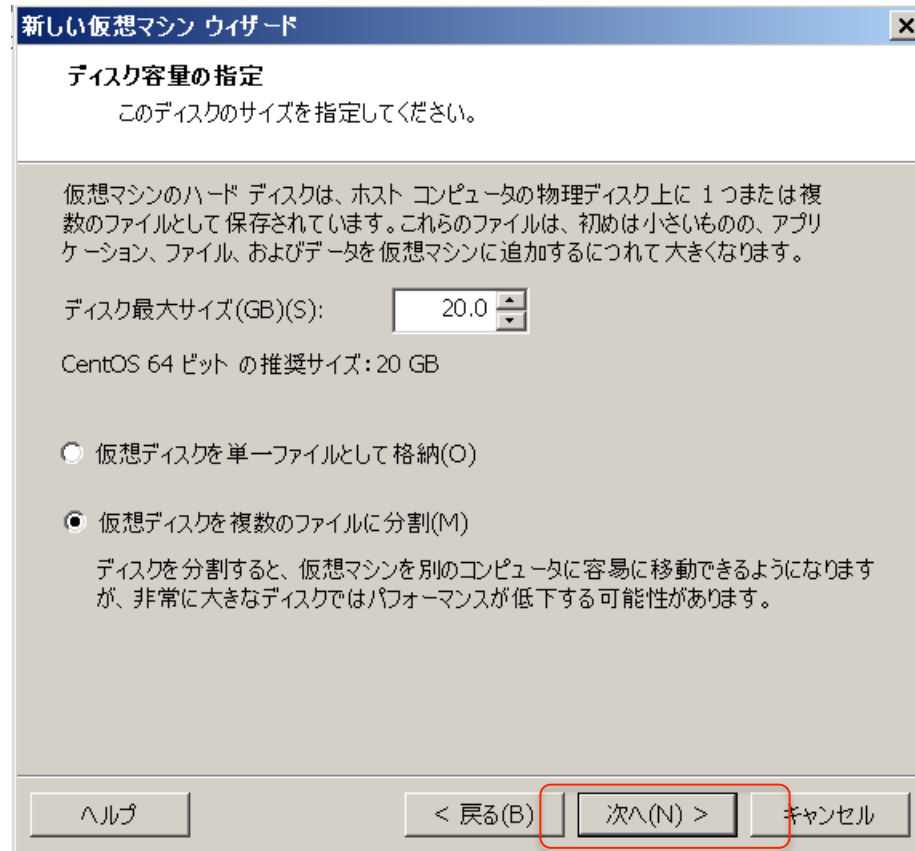 新しい仮想マシン ウィザード
ディスク容量の指定
このディスクのサイズを指定してください。
仮想マシンのハード ディスクは、ホスト コンピュータの物理ディスク上に 1 つまたは複
数のファイルとして保存されています。これらのファイルは、初めは小さいものの、アプリ
ケーション、ファイル、およびデータを仮想マシンに追加するにつれて大きくなります。
ディスク最大サイズ(GB)(S): 20.0
CentOS 64 ビット の推奨サイズ: 20 GB
仮想ディスクを単一ファイルとして格納(O)
仮想ディスクを複数のファイルに分割(M)
ディスクを分割すると、仮想マシンを別のコンピュータに容易に移動できるようになります
が、非常に大きなディスクではパフォーマンスが低下する可能性があります。
ヘルプ < 戻る(B) 次へ(N) > キャンセル